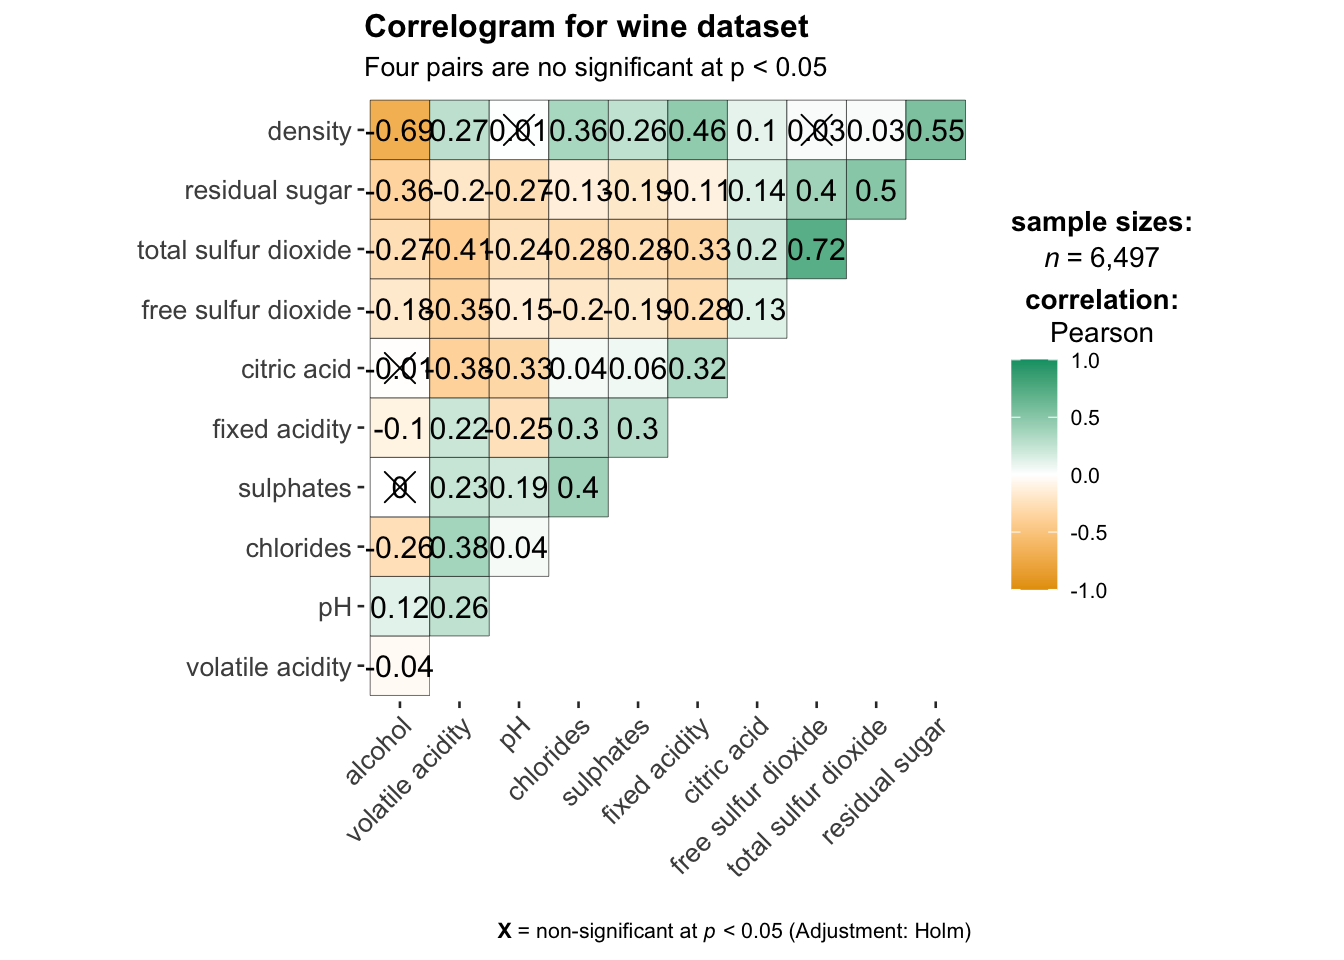 Correlogram for wine dataset
Four pairs are no significant at p < 0.05
density -0.69 0.27 0.01 0.36 0.26 0.46 0.1 0.03 0.03 0.55
residual sugar -0.36 -0.2 -0.27 -0.13 -0.19 -0.11 0.14 0.4 0.5
total sulfur dioxide -0.27 -0.41 -0.24 -0.28 -0.28 -0.33 0.2 0.72
free sulfur dioxide -0.18 -0.35 -0.15 -0.2 -0.19 -0.28 0.13
citric acid -0.01 -0.38 -0.33 0.04 0.06 0.32
fixed acidity -0.1 0.22 -0.25 0.3 0.3
sulphates 0 0.23 0.19 0.4
chlorides -0.26 0.38 0.04
pH 0.12 0.26
volatile acidity -0.04
alcohol
volatile acidity
pH
chlorides
sulphates
fixed acidity
citric acid
free sulfur dioxide
total sulfur dioxide
residual sugar
sample sizes:
n = 6,497
correlation:
Pearson
1.0
0.5
0.0
-0.5
-1.0
X = non-significant at p < 0.05 (Adjustment: Holm)